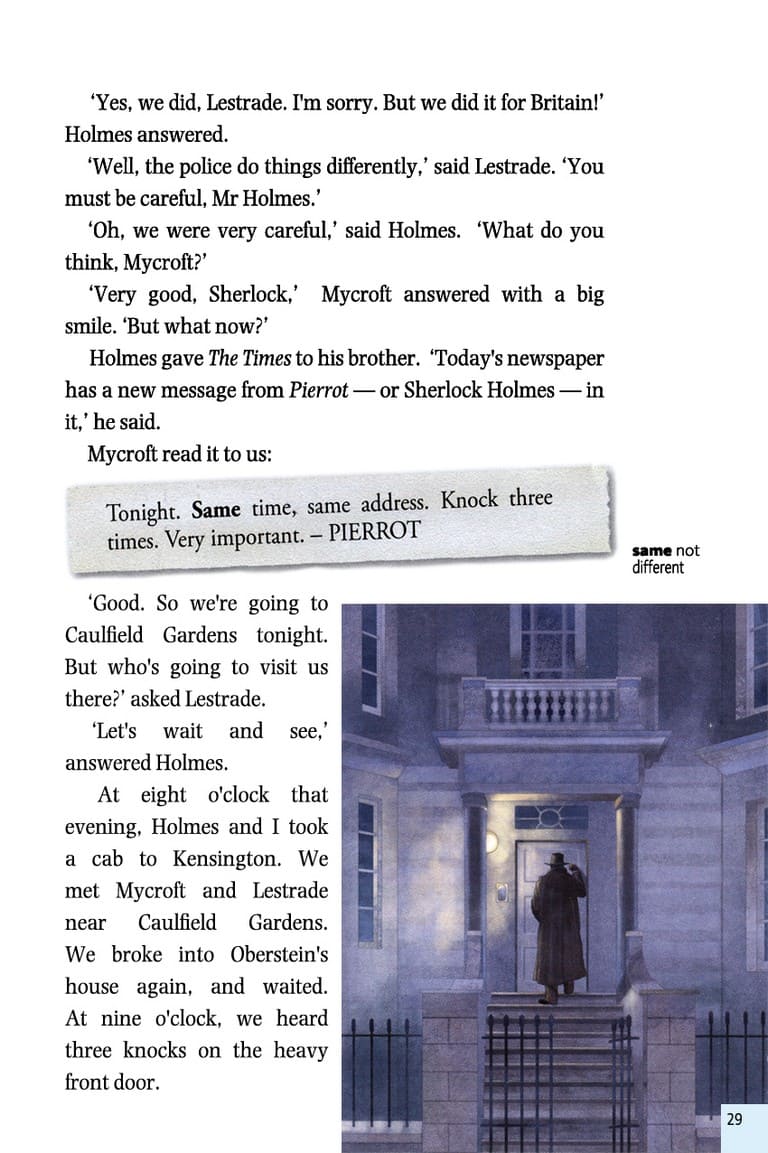 ‘Yes, we did, Lestrade. I'm sorry. But we did it for Britain!’
Holmes answered.
‘Well, the police do things differently,’ said Lestrade. ‘You
must be careful, Mr Holmes.’
‘Oh, we were very careful,’ said Holmes. ‘What do you
think, Mycroft?’
‘Very good, Sherlock,’ Mycroft answered with a big
smile. ‘But what now?’
Holmes gave The Times to his brother. ‘Today's newspaper
has a new message from Pierrot — or Sherlock Holmes — in
it,’ he said.
Mycroft read it to us:
Tonight. Same time, same address. Knock three
times. Very important. – PIERROT
same not
different
‘Good. So we're going to
Caulfield Gardens tonight.
But who's going to visit us
there?’ asked Lestrade.
‘Let's wait and see,’
answered Holmes.
At eight o'clock that
evening, Holmes and I took
a cab to Kensington. We
met Mycroft and Lestrade
near Caulfield Gardens.
We broke into Oberstein's
house again, and waited.
At nine o'clock, we heard
three knocks on the heavy
front door.
29